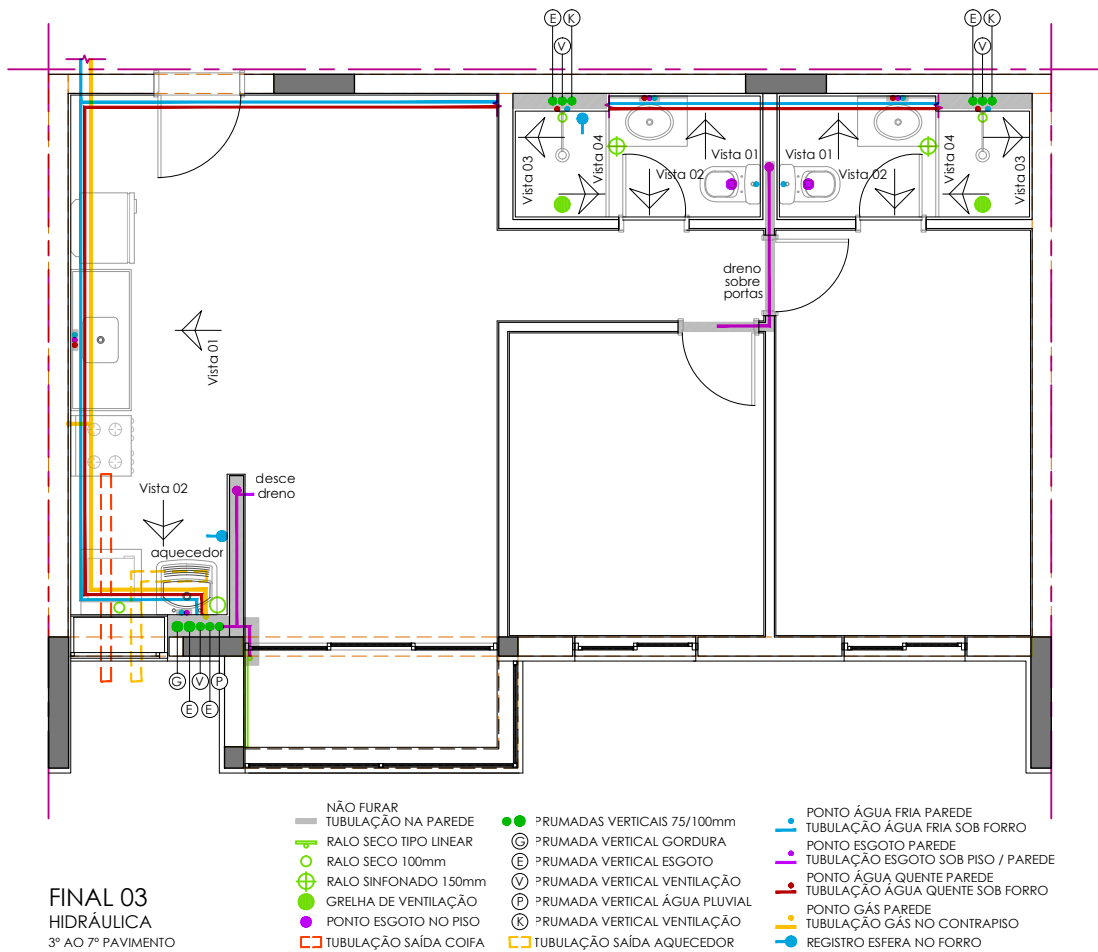 E K
V
E K
V
Vista 03
Vista 04
Vista 01
Vista 02
Vista 01
Vista 02
Vista 04
Vista 03
dreno
sobre
portas
Vista 01
desce
dreno
Vista 02
aquecedor
G V P
E E
NÃO FURAR
TUBULAÇÃO NA PAREDE
RALO SECO TIPO LINEAR
RALO SECO 100mm
RALO SINFONADO 150mm
GRELHA DE VENTILAÇÃO
PONTO ESGOTO NO PISO
TUBULAÇÃO SAÍDA COIFA
PRUMADAS VERTICAIS 75/100mm
G PRUMADA VERTICAL GORDURA
E PRUMADA VERTICAL ESGOTO
V PRUMADA VERTICAL VENTILAÇÃO
P PRUMADA VERTICAL ÁGUA PLUVIAL
K PRUMADA VERTICAL VENTILAÇÃO
TUBULAÇÃO SAÍDA AQUECEDOR
PONTO ÁGUA FRIA PAREDE
TUBULAÇÃO ÁGUA FRIA SOB FORRO
PONTO ESGOTO PAREDE
TUBULAÇÃO ESGOTO SOB PISO / PAREDE
PONTO ÁGUA QUENTE PAREDE
TUBULAÇÃO ÁGUA QUENTE SOB FORRO
PONTO GÁS PAREDE
TUBULAÇÃO GÁS NO CONTRAPISO
REGISTRO ESFERA NO FORRO
FINAL 03
HIDRÁULICA
3º AO 7º PAVIMENTO